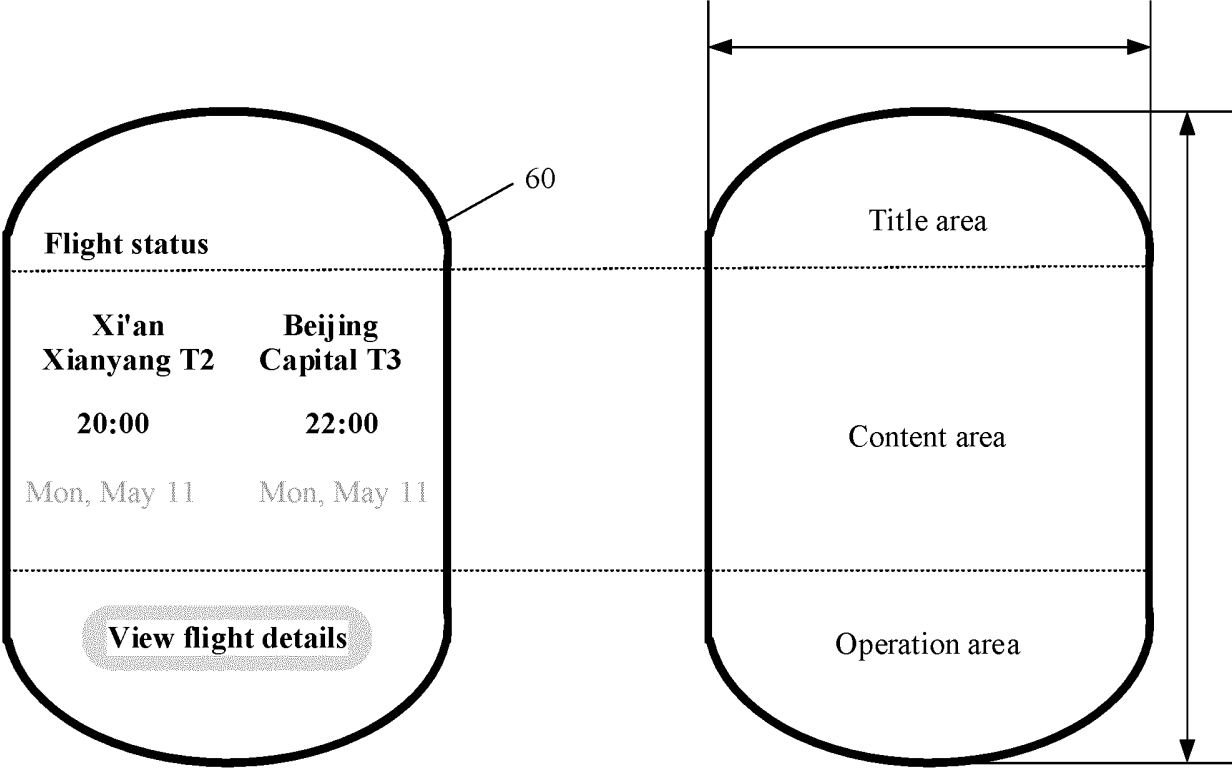 60
Flight status
Xi'an
Xianyang T2
Beijing
Capital T3
20:00
22:00
Mon, May 11
Mon, May 11
View flight details
Title area
Content area
Operation area